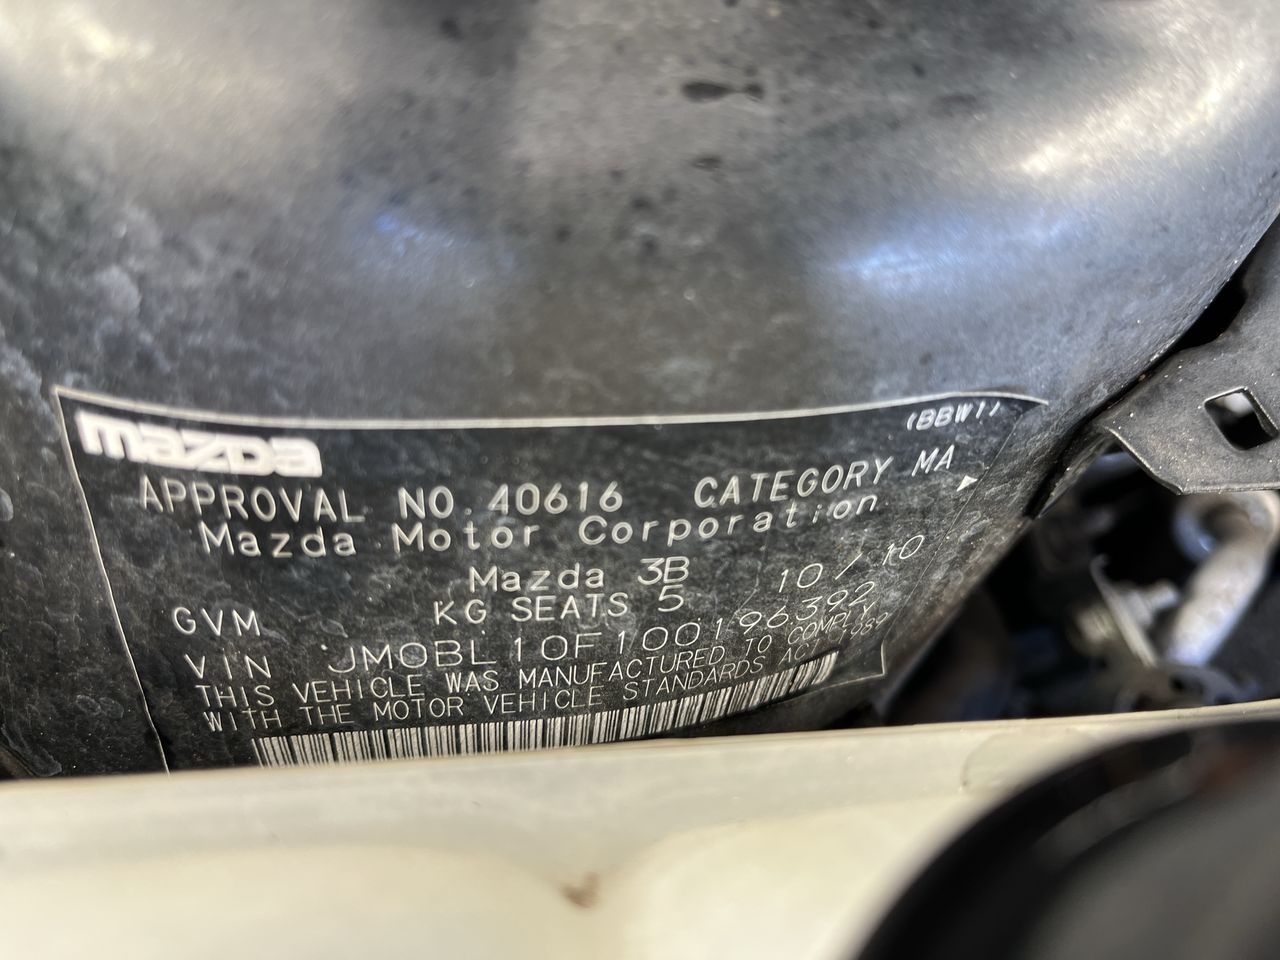 mazda (BBW1)
APPROVAL NO. 40616 CATEGORY MA
Mazda Motor Corporation
Mazda 3B 10/10
GVM KG SEATS 5
VIN JM0BL10F100196392
THIS VEHICLE WAS MANUFACTURED TO COMPLY
WITH THE MOTOR VEHICLE STANDARDS ACT 1989